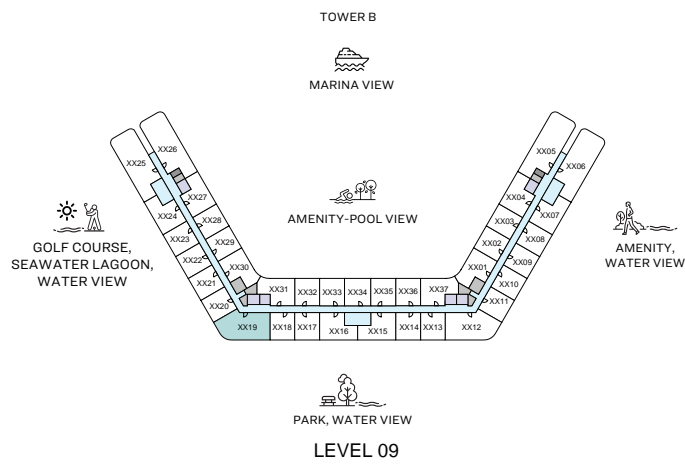 TOWER B
MARINA VIEW
XX26
XX25
XX05
XX06
XX27
XX04
XX24
XX28
XX03
XX07
XX23
XX29
XX02
XX08
XX22
XX30
XX01
XX09
XX21
XX10
XX20
XX11
AMENITY-POOL VIEW
GOLF COURSE,
SEAWATER LAGOON,
WATER VIEW
AMENITY,
WATER VIEW
XX31 XX32 XX33 XX34 XX35 XX36 XX37
XX19 XX18 XX17 XX16 XX15 XX14 XX13 XX12
PARK, WATER VIEW
LEVEL 09